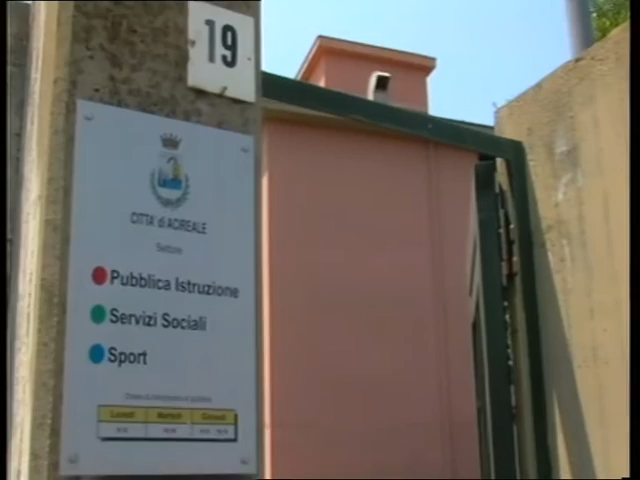 19
CITTA' di ACIREALE
Settore
Pubblica Istruzione
Servizi Sociali
Sport
Lunedì Martedì Giovedì